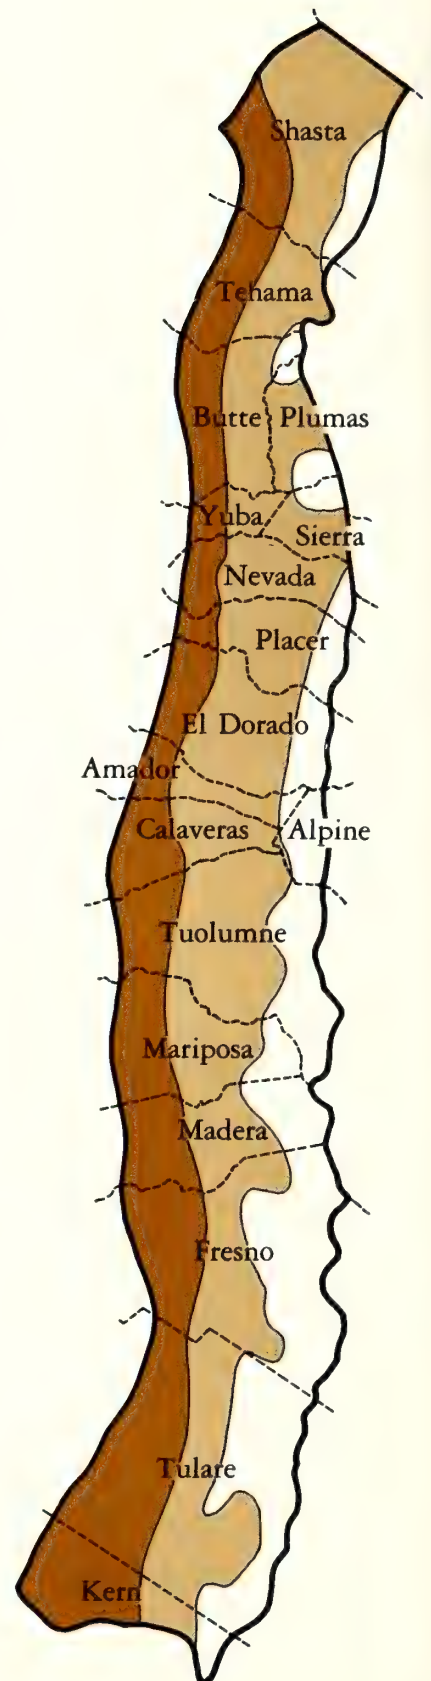 Shasta
Tehama
Butte Plumas
Yuba
Sierra
Nevada
Placer
El Dorado
Amador
Calaveras Alpine
Tuolumne
Mariposa
Madera
Fresno
Tulare
Kern